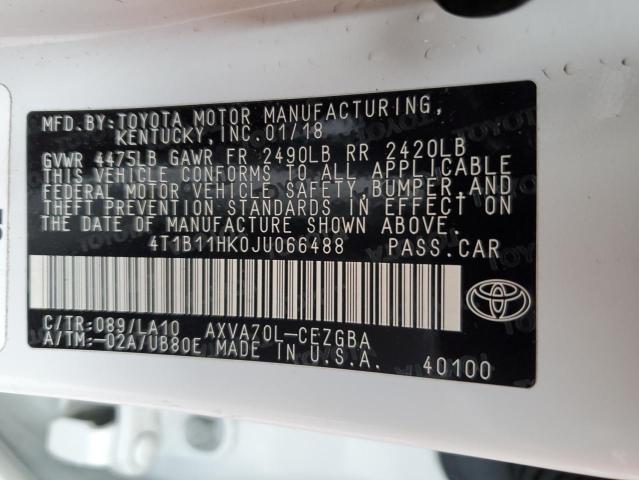 MFD.BY:TOYOTA MOTOR MANUFACTURING,
KENTUCKY, INC.01/18
GVWR 4475LB GAWR FR 2490LB RR 2420LB
THIS VEHICLE CONFORMS TO ALL APPLICABLE
FEDERAL MOTOR VEHICLE SAFETY, BUMPER, AND
THEFT PREVENTION STANDARDS IN EFFECT ON
THE DATE OF MANUFACTURE SHOWN ABOVE.
4T1B11HK0JU066488 PASS.CAR
C/TR:089/LA10 AXVA70L-CEZGBA
A/TM:-02A/UB80E MADE IN U.S.A.
40100